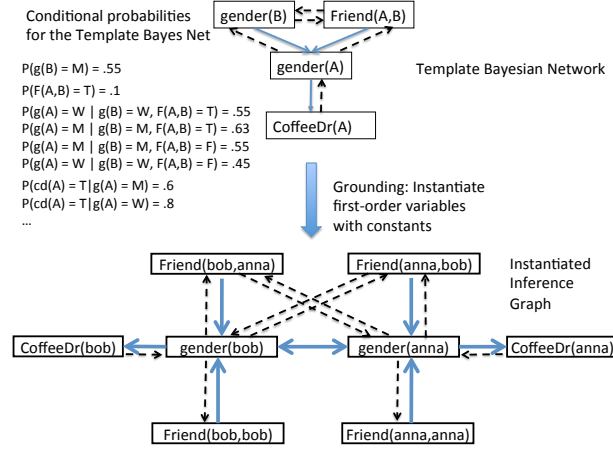 Conditional probabilities
for the Template Bayes Net
gender(B)
Friend(A,B)
P(g(B) = M) = .55
gender(A)
Template Bayesian Network
P(F(A,B) = T) = .1
P(g(A) = W | g(B) = W, F(A,B) = T) = .55
P(g(A) = M | g(B) = M, F(A,B) = T) = .63
P(g(A) = M | g(B) = M, F(A,B) = F) = .55
P(g(A) = W | g(B) = W, F(A,B) = F) = .45
CoffeeDr(A)
P(cd(A) = T|g(A) = M) = .6
P(cd(A) = T|g(A) = W) = .8
...
Grounding: Instantiate
first-order variables
with constants
Friend(bob,anna)
Friend(anna,bob)
Instantiated
Inference
Graph
CoffeeDr(bob)
gender(bob)
gender(anna)
CoffeeDr(anna)
Friend(bob,bob)
Friend(anna,anna)